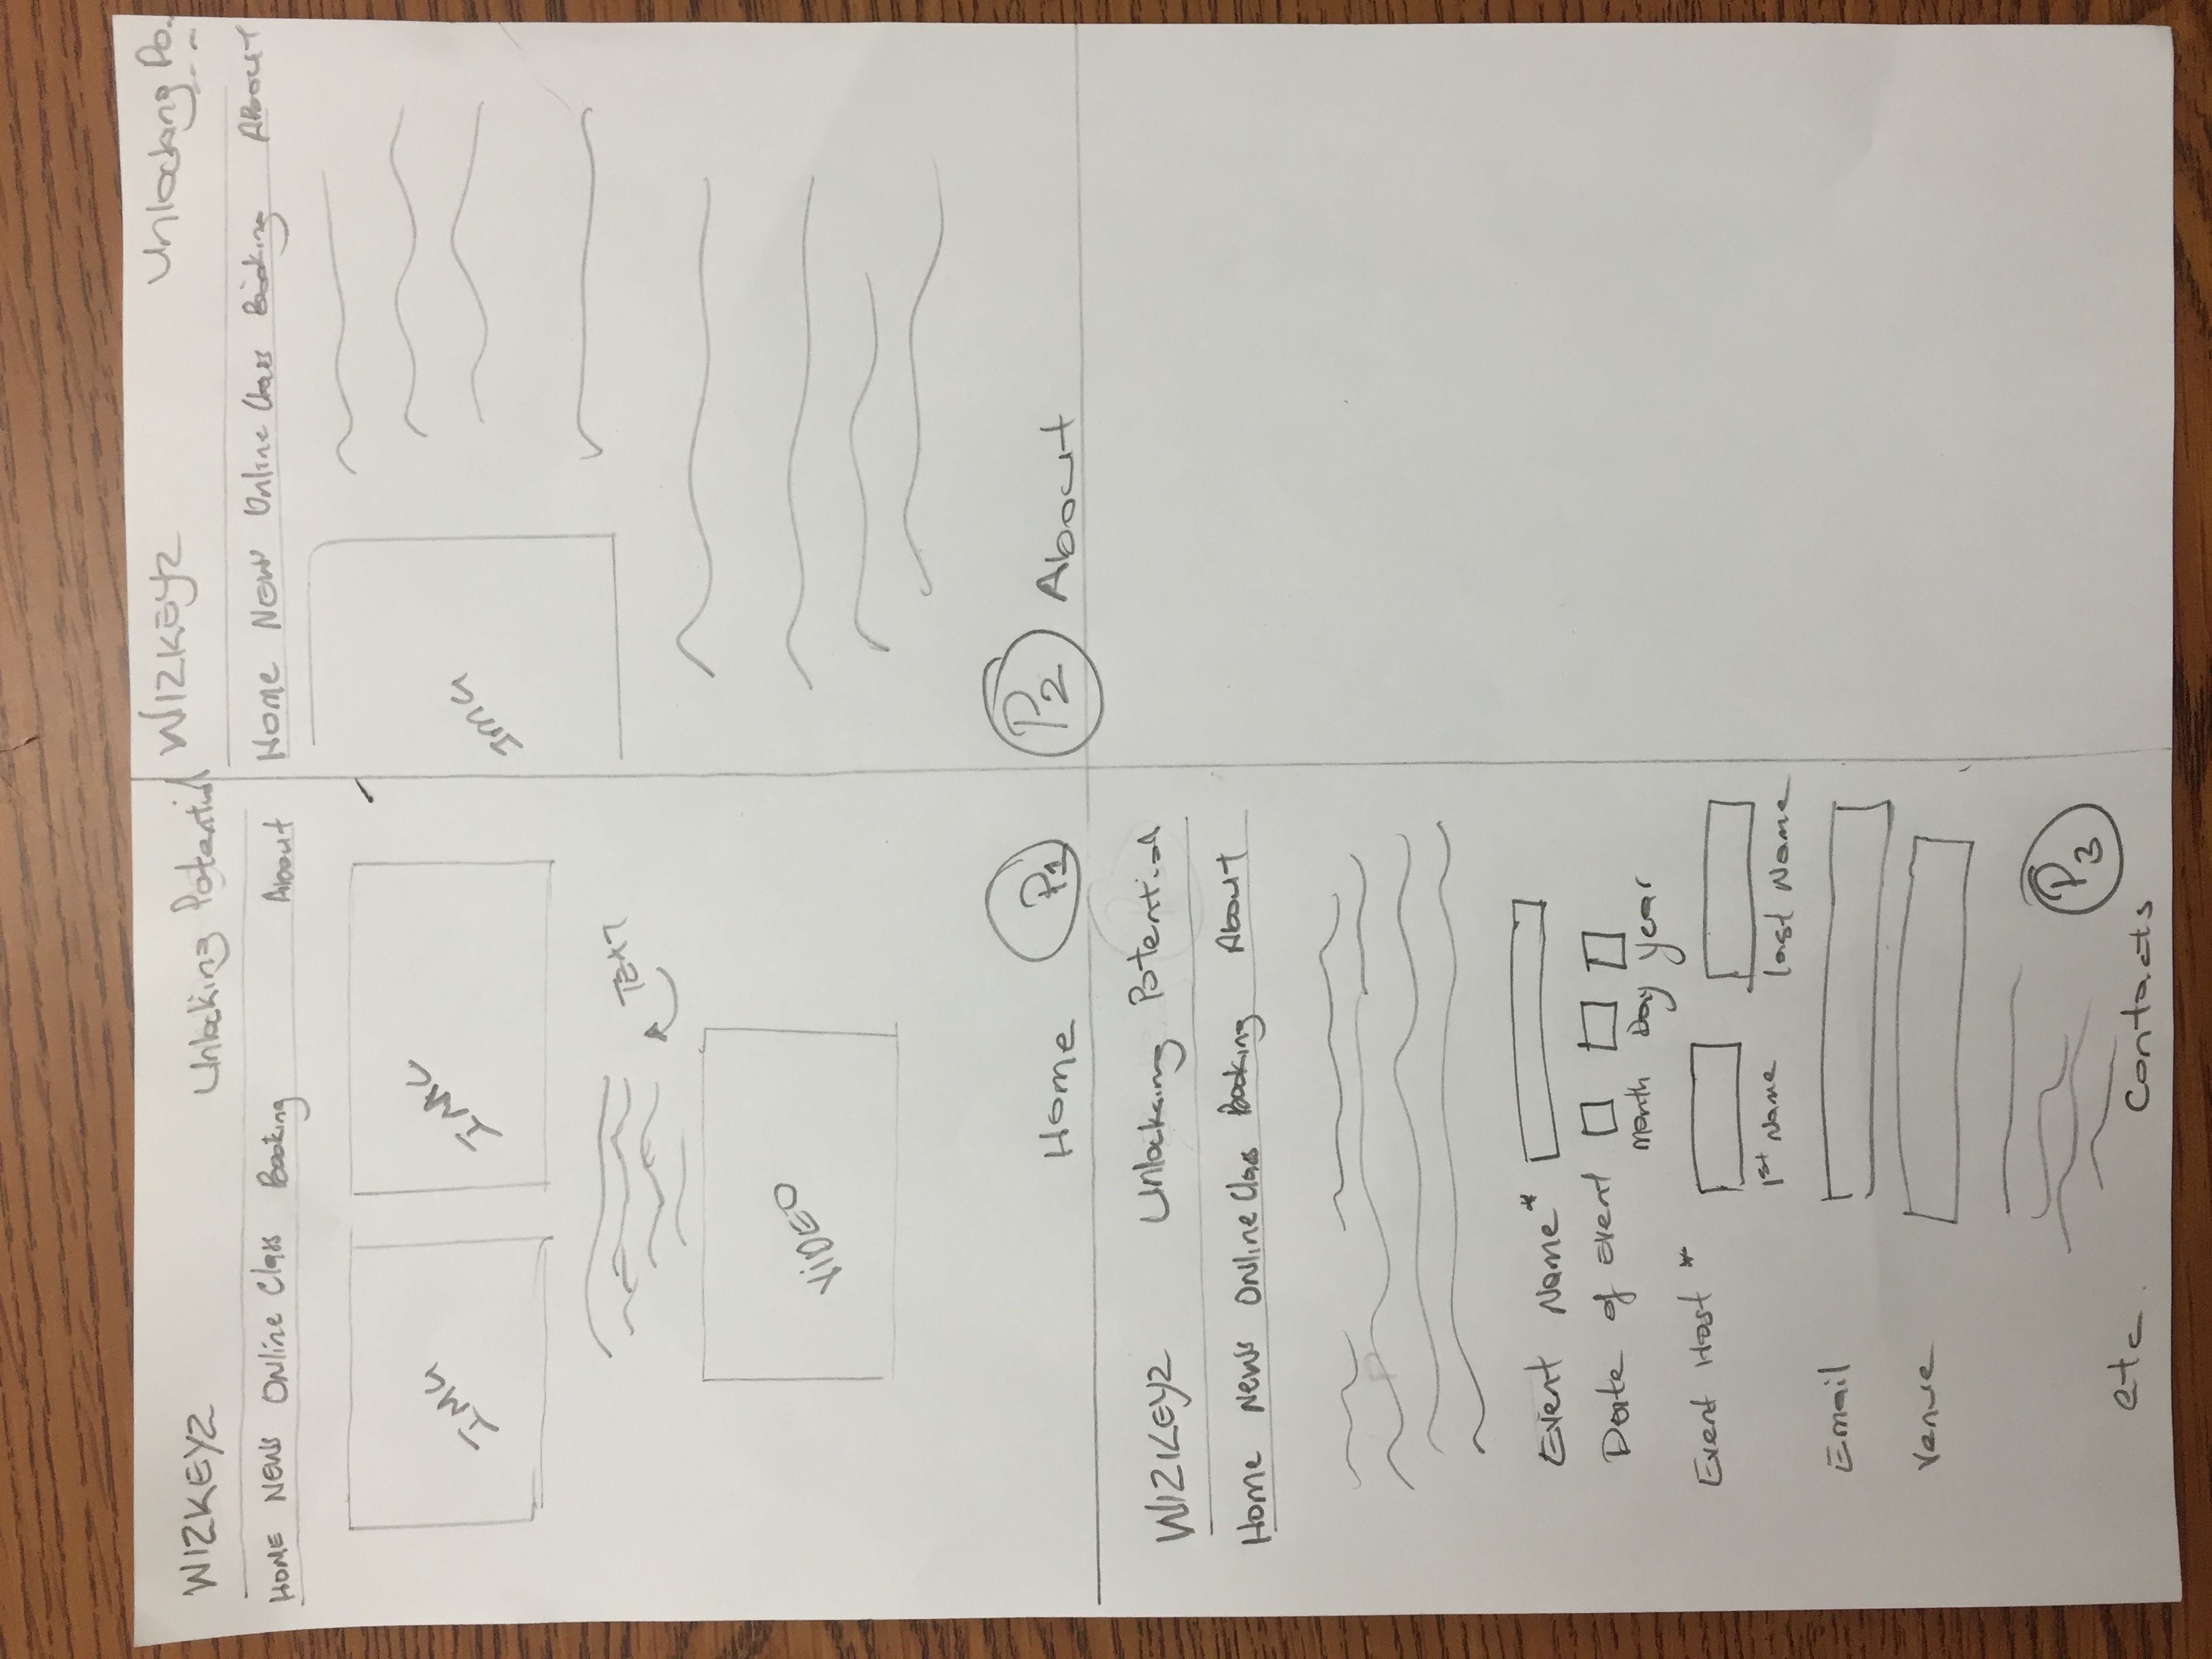 WIZKEYZ Unlocking Potential
HOME NEWS Online Class Booking About
IMG IMG
TEXT
VIDEO
Home P1
WIZKEYZ Unlocking Po...
Home NEWS Online Class Booking ABOUT
IMG
P2 About
WIZKEYZ Unlocking Potential
Home News Online Class Booking About
Event Name*
Date of event
month Day year
Event Host *
1st Name last Name
Email
Venue
P3
etc. Contacts